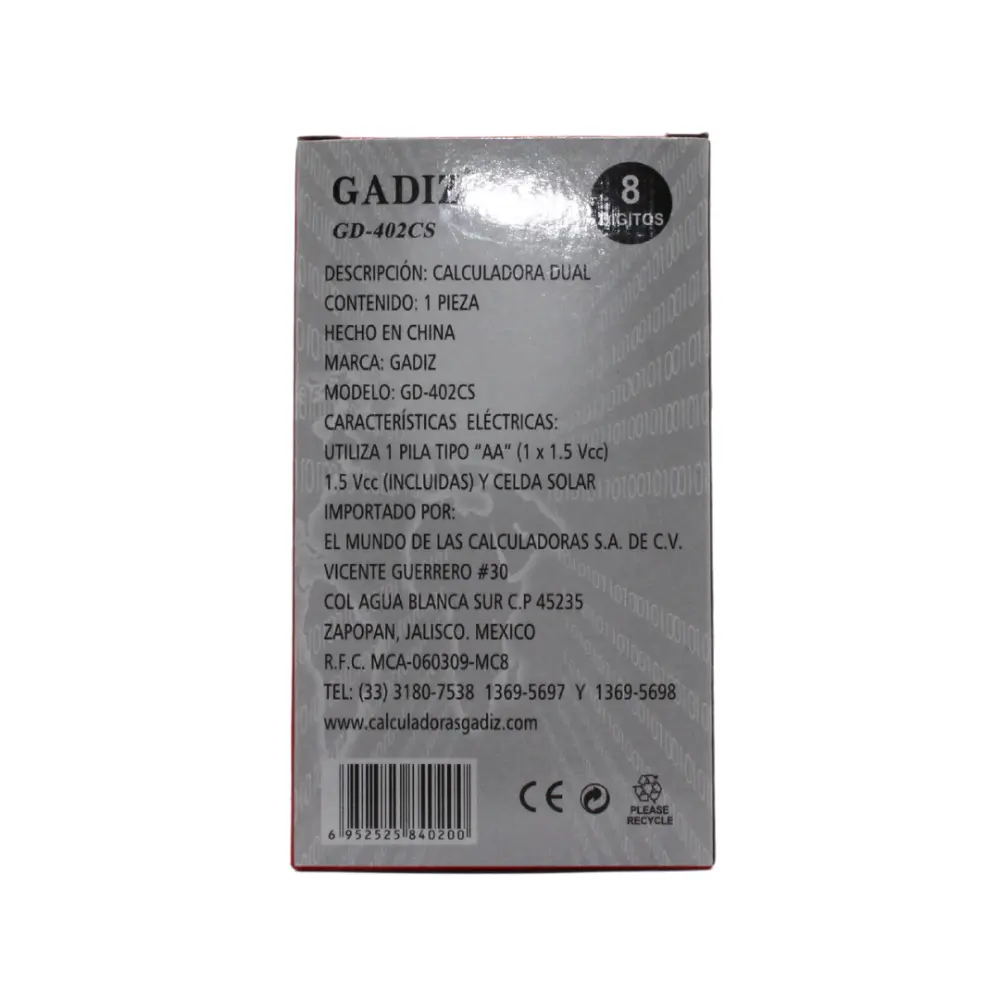 GADIZ
GD-402CS
8
DIGITOS
DESCRIPCIÓN: CALCULADORA DUAL
CONTENIDO: 1 PIEZA
HECHO EN CHINA
MARCA: GADIZ
MODELO: GD-402CS
CARACTERÍSTICAS ELÉCTRICAS:
UTILIZA 1 PILA TIPO "AA" (1 x 1.5 Vcc)
1.5 Vcc (INCLUIDAS) Y CELDA SOLAR
IMPORTADO POR:
EL MUNDO DE LAS CALCULADORAS S.A. DE C.V.
VICENTE GUERRERO #30
COL AGUA BLANCA SUR C.P 45235
ZAPOPAN, JALISCO. MEXICO
R.F.C. MCA-060309-MC8
TEL: (33) 3180-7538 1369-5697 Y 1369-5698
www.calculadorasgadiz.com
6 952525 840200
CE
PLEASE
RECYCLE